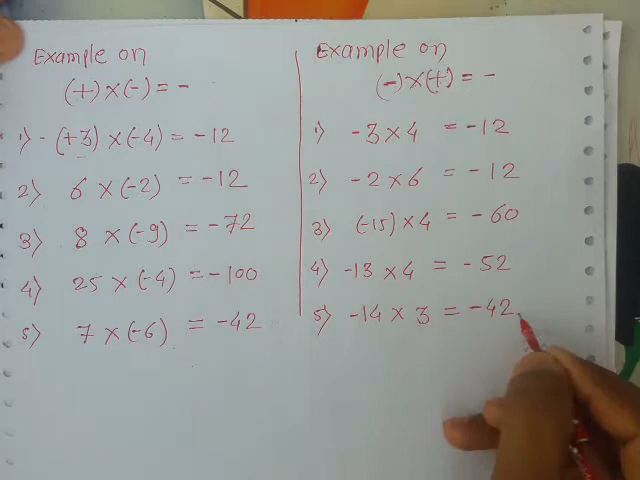 Example on
(+) × (-) = -
1) - (+3) × (-4) = -12
2) 6 × (-2) = -12
3) 8 × (-9) = -72
4) 25 × (-4) = -100
5) 7 × (-6) = -42
Example on
(-) × (+) = -
1) -3 × 4 = -12
2) -2 × 6 = -12
3) (-15) × 4 = -60
4) -13 × 4 = -52
5) -14 × 3 = -42